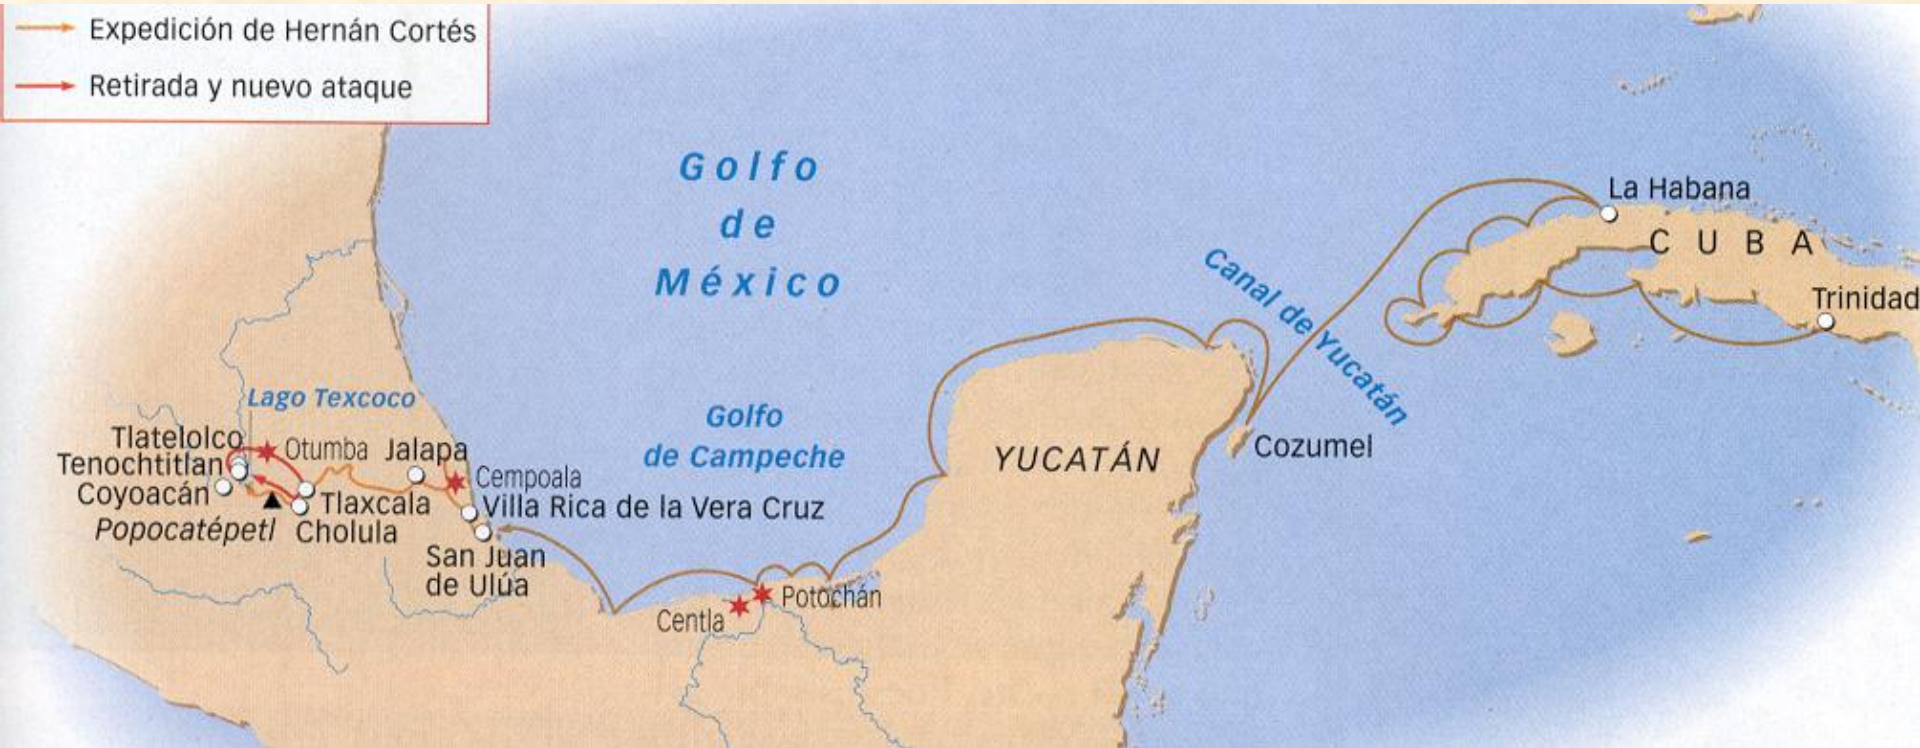 Expedición de Hernán Cortés
Retirada y nuevo ataque
Golfo
de
México
La Habana
CUBA
Trinidad
Canal de Yucatán
Lago Texcoco
Golfo
de Campeche
YUCATÁN
Cozumel
Tlatelolco
Otumba
Jalapa
Tenochtitlan
Cempoala
Coyoacán
Tlaxcala
Villa Rica de la Vera Cruz
Popocatépetl
Cholula
San Juan
de Ulúa
Potochán
Centla